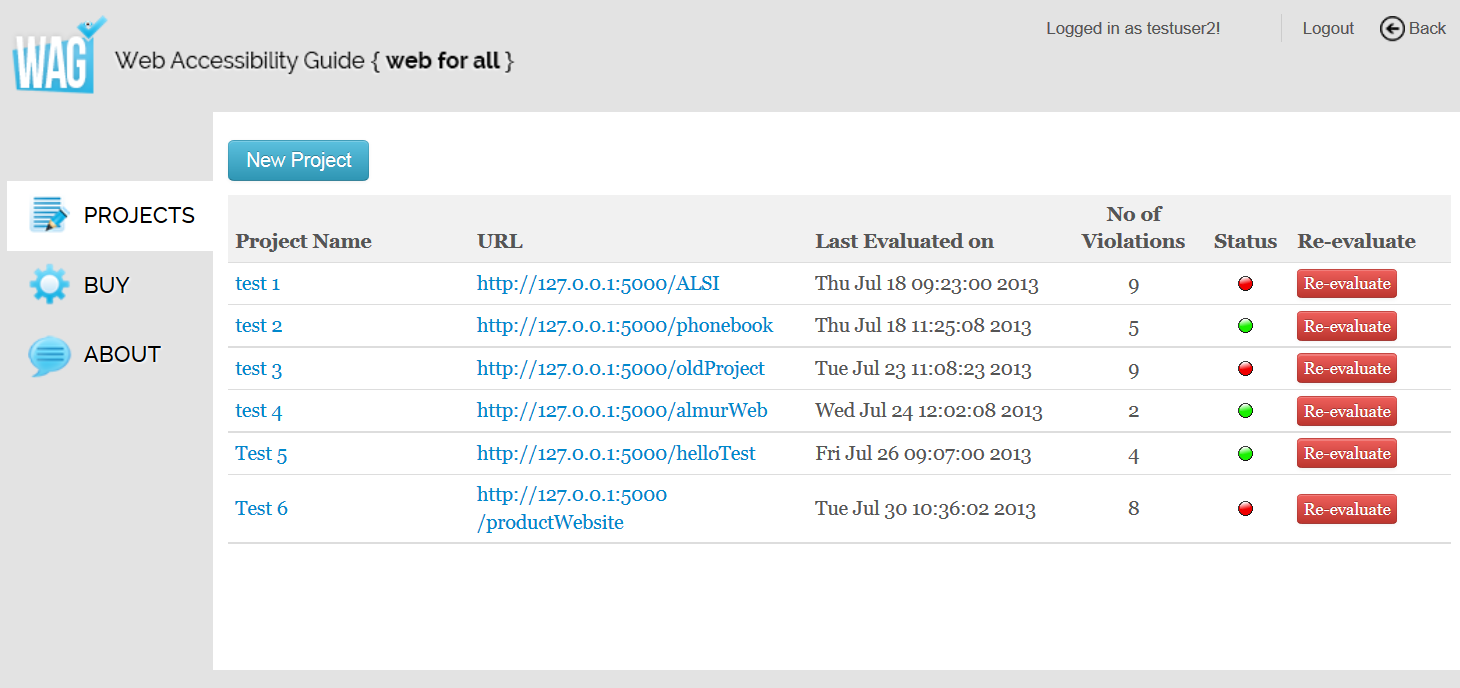 WAG
Web Accessibility Guide { web for all }
Logged in as testuser2!
Logout
Back
PROJECTS
BUY
ABOUT
New Project
Project Name URL Last Evaluated on No of Violations Status Re-evaluate
test 1 http://127.0.0.1:5000/ALSI Thu Jul 18 09:23:00 2013 9 Re-evaluate
test 2 http://127.0.0.1:5000/phonebook Thu Jul 18 11:25:08 2013 5 Re-evaluate
test 3 http://127.0.0.1:5000/oldProject Tue Jul 23 11:08:23 2013 9 Re-evaluate
test 4 http://127.0.0.1:5000/almurWeb Wed Jul 24 12:02:08 2013 2 Re-evaluate
Test 5 http://127.0.0.1:5000/helloTest Fri Jul 26 09:07:00 2013 4 Re-evaluate
Test 6 http://127.0.0.1:5000 /productWebsite Tue Jul 30 10:36:02 2013 8 Re-evaluate